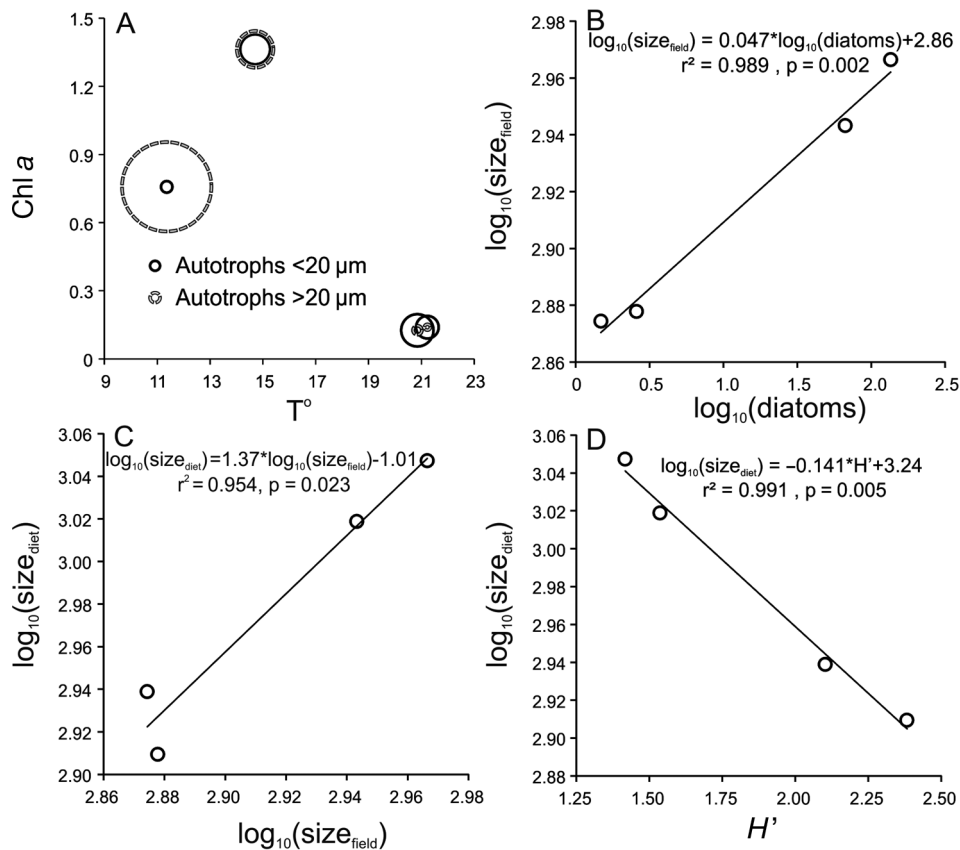 A
1.5
1.2
0.9
0.6
0.3
0
Chl a
Autotrophs <20 µm
Autotrophs >20 µm
9 11 13 15 17 19 21 23
T°
B
log₁₀(size_field) = 0.047*log₁₀(diatoms)+2.86
r² = 0.989 , p = 0.002
2.98
2.96
2.94
2.92
2.90
2.88
2.86
log₁₀(size_field)
0 0.5 1.0 1.5 2.0 2.5
log₁₀(diatoms)
C
log₁₀(size_diet)=1.37*log₁₀(size_field)-1.01
r² = 0.954, p = 0.023
3.06
3.04
3.02
3.00
2.98
2.96
2.94
2.92
2.90
log₁₀(size_diet)
2.86 2.88 2.90 2.92 2.94 2.96 2.98
log₁₀(size_field)
D
log₁₀(size_diet) = –0.141*H’+3.24
r² = 0.991 , p = 0.005
3.06
3.04
3.02
3.00
2.98
2.96
2.94
2.92
2.90
2.88
log₁₀(size_diet)
1.25 1.50 1.75 2.00 2.25 2.50
H’